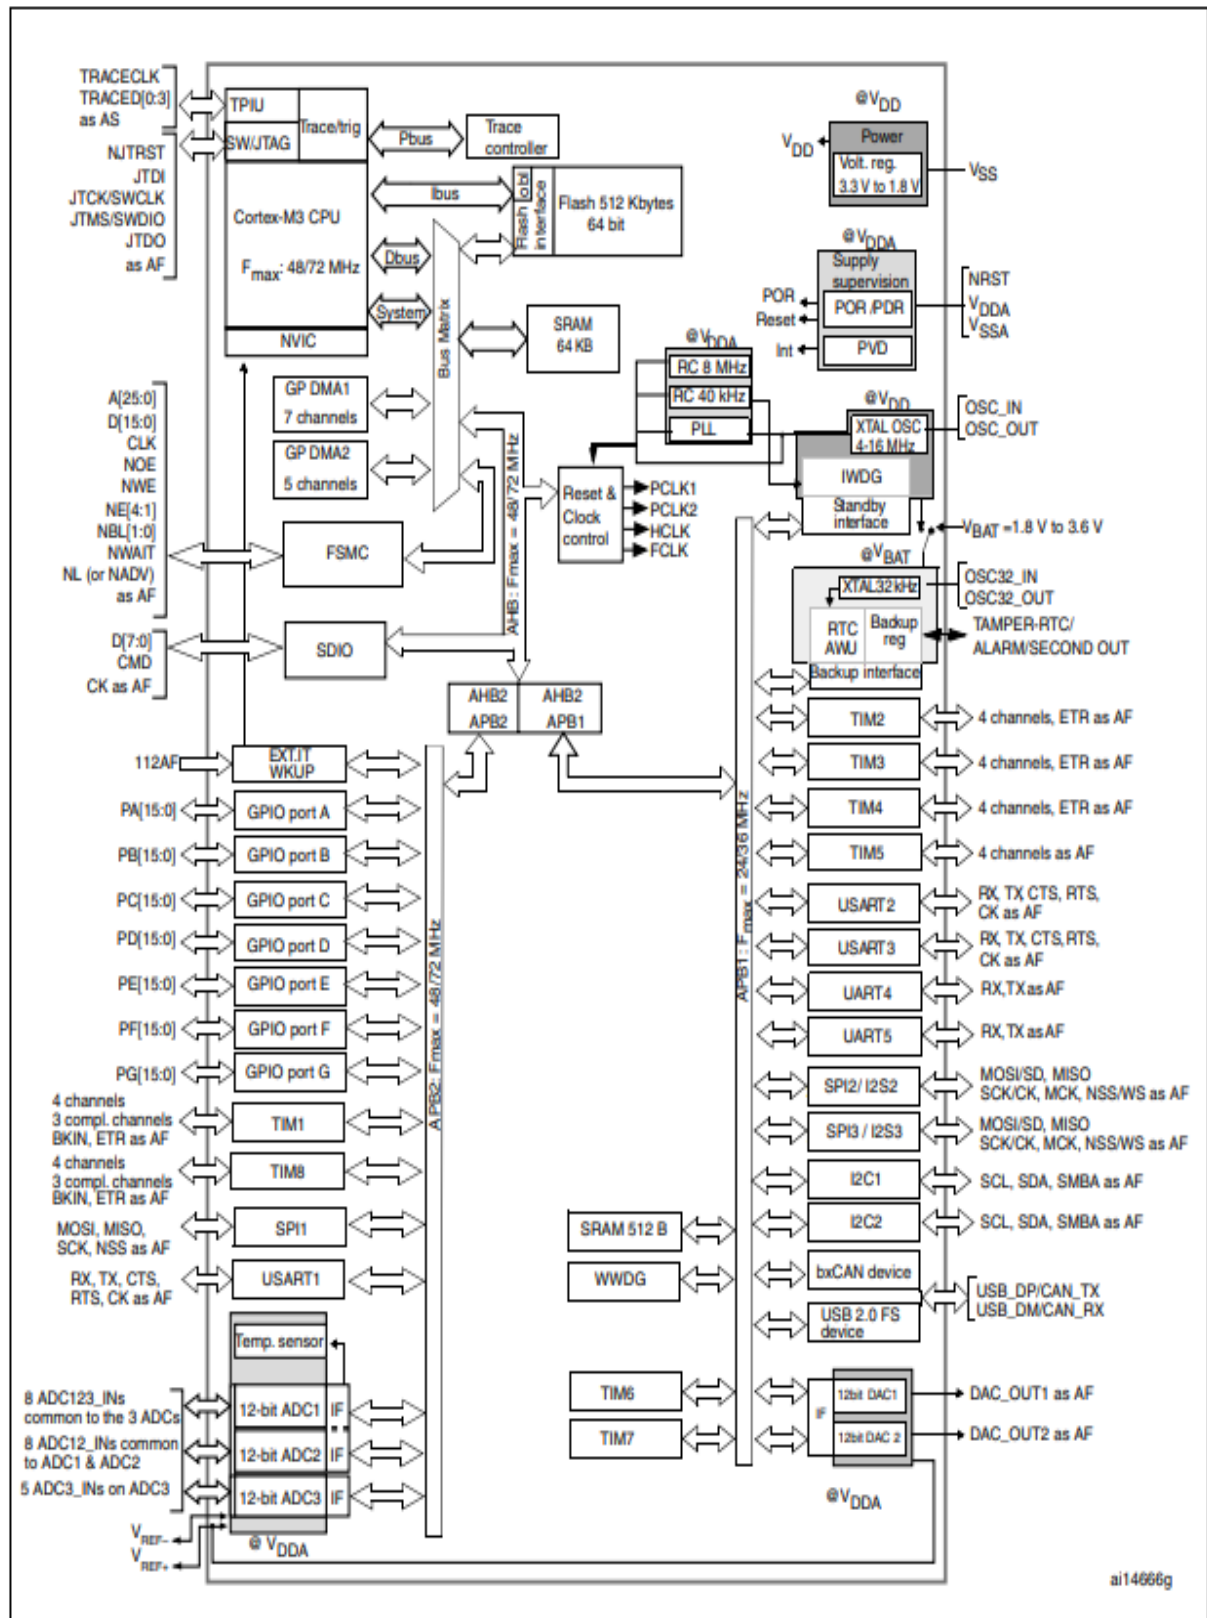 TRACECLK
TRACED[0:3]
as AS
NJTRST
JTDI
JTCK/SWCLK
JTMS/SWDIO
JTDO
as AF
TPIU
SW/JTAG
Trace/trig
Pbus
Trace
controller
Cortex-M3 CPU
Fmax: 48/72 MHz
NVIC
Ibus
Dbus
System
Flash obl
interface
Flash 512 Kbytes
64 bit
Bus Matrix
SRAM
64 KB
GP DMA1
7 channels
GP DMA2
5 channels
@VDD
Power
VDD
Volt. reg.
3.3 V to 1.8 V
VSS
@VDDA
Supply
supervision
POR
Reset
Int
POR /PDR
PVD
NRST
VDDA
VSSA
@VDDA
RC 8 MHz
RC 40 kHz
PLL
@VDD
XTAL OSC
4-16 MHz
OSC_IN
OSC_OUT
IWDG
Standby
interface
VBAT =1.8 V to 3.6 V
A[25:0]
D[15:0]
CLK
NOE
NWE
NE[4:1]
NBL[1:0]
NWAIT
NL (or NADV)
as AF
FSMC
AHB : Fmax = 48/72 MHz
Reset &
Clock
control
PCLK1
PCLK2
HCLK
FCLK
@VBAT
XTAL32kHz
OSC32_IN
OSC32_OUT
RTC
AWU
Backup
reg
Backup interface
TAMPER-RTC/
ALARM/SECOND OUT
D[7:0]
CMD
CK as AF
SDIO
AHB2
APB2
AHB2
APB1
112AF
EXT.IT
WKUP
PA[15:0]
GPIO port A
PB[15:0]
GPIO port B
PC[15:0]
GPIO port C
PD[15:0]
GPIO port D
PE[15:0]
GPIO port E
PF[15:0]
GPIO port F
PG[15:0]
GPIO port G
4 channels
3 compl. channels
BKIN, ETR as AF
TIM1
4 channels
3 compl. channels
BKIN, ETR as AF
TIM8
MOSI, MISO,
SCK, NSS as AF
SPI1
RX, TX, CTS,
RTS, CK as AF
USART1
Temp. sensor
8 ADC123_INs
common to the 3 ADCs
8 ADC12_INs common
to ADC1 & ADC2
5 ADC3_INs on ADC3
12-bit ADC1 IF
12-bit ADC2 IF
12-bit ADC3 IF
VREF-
VREF+
@ VDDA
APB2: Fmax = 48/72 MHz
APB1 : Fmax = 24/36 MHz
TIM2
4 channels, ETR as AF
TIM3
4 channels, ETR as AF
TIM4
4 channels, ETR as AF
TIM5
4 channels as AF
USART2
RX, TX, CTS, RTS,
CK as AF
USART3
RX, TX, CTS, RTS,
CK as AF
UART4
RX,TX as AF
UART5
RX, TX as AF
SPI2/ I2S2
MOSI/SD, MISO
SCK/CK, MCK, NSS/WS as AF
SPI3 / I2S3
MOSI/SD, MISO
SCK/CK, MCK, NSS/WS as AF
I2C1
SCL, SDA, SMBA as AF
I2C2
SCL, SDA, SMBA as AF
SRAM 512 B
WWDG
bxCAN device
USB 2.0 FS
device
USB_DP/CAN_TX
USB_DM/CAN_RX
TIM6
TIM7
IF
12bit DAC1
12bit DAC 2
DAC_OUT1 as AF
DAC_OUT2 as AF
@VDDA
ai14666g